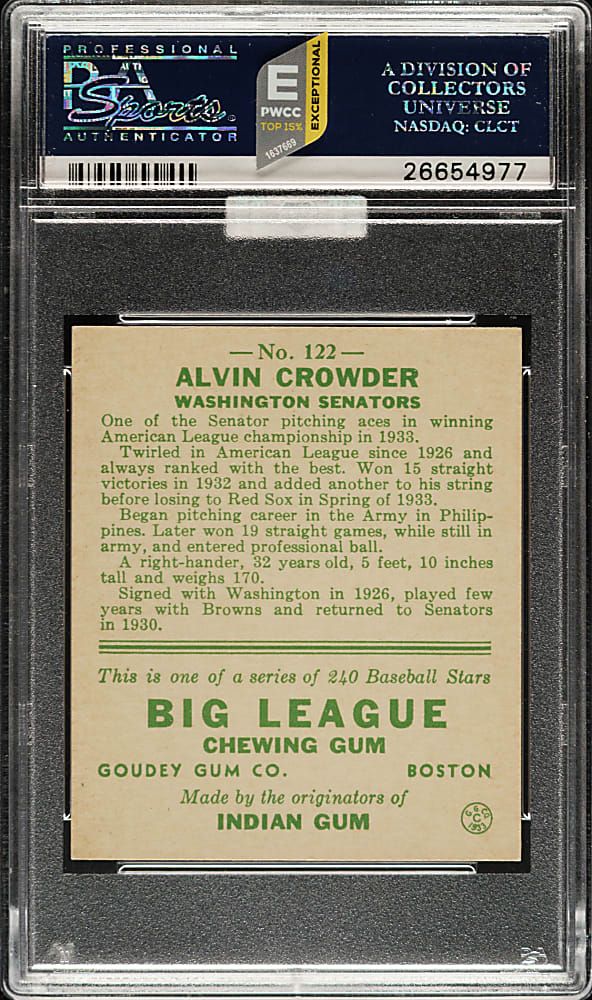 PROFESSIONAL
PSA
Sports
AUTHENTICATOR
E
PWCC
TOP 15%
EXCEPTIONAL
1637669
A DIVISION OF
COLLECTORS
UNIVERSE
NASDAQ: CLCT
26654977
— No. 122 —
ALVIN CROWDER
WASHINGTON SENATORS
One of the Senator pitching aces in winning
American League championship in 1933.
Twirled in American League since 1926 and
always ranked with the best. Won 15 straight
victories in 1932 and added another to his string
before losing to Red Sox in Spring of 1933.
Began pitching career in the Army in Philip-
pines. Later won 19 straight games, while still in
army, and entered professional ball.
A right-hander, 32 years old, 5 feet, 10 inches
tall and weighs 170.
Signed with Washington in 1926, played few
years with Browns and returned to Senators
in 1930.
This is one of a series of 240 Baseball Stars
BIG LEAGUE
CHEWING GUM
GOUDEY GUM CO. BOSTON
Made by the originators of
INDIAN GUM
G. G. CO.
C
1933